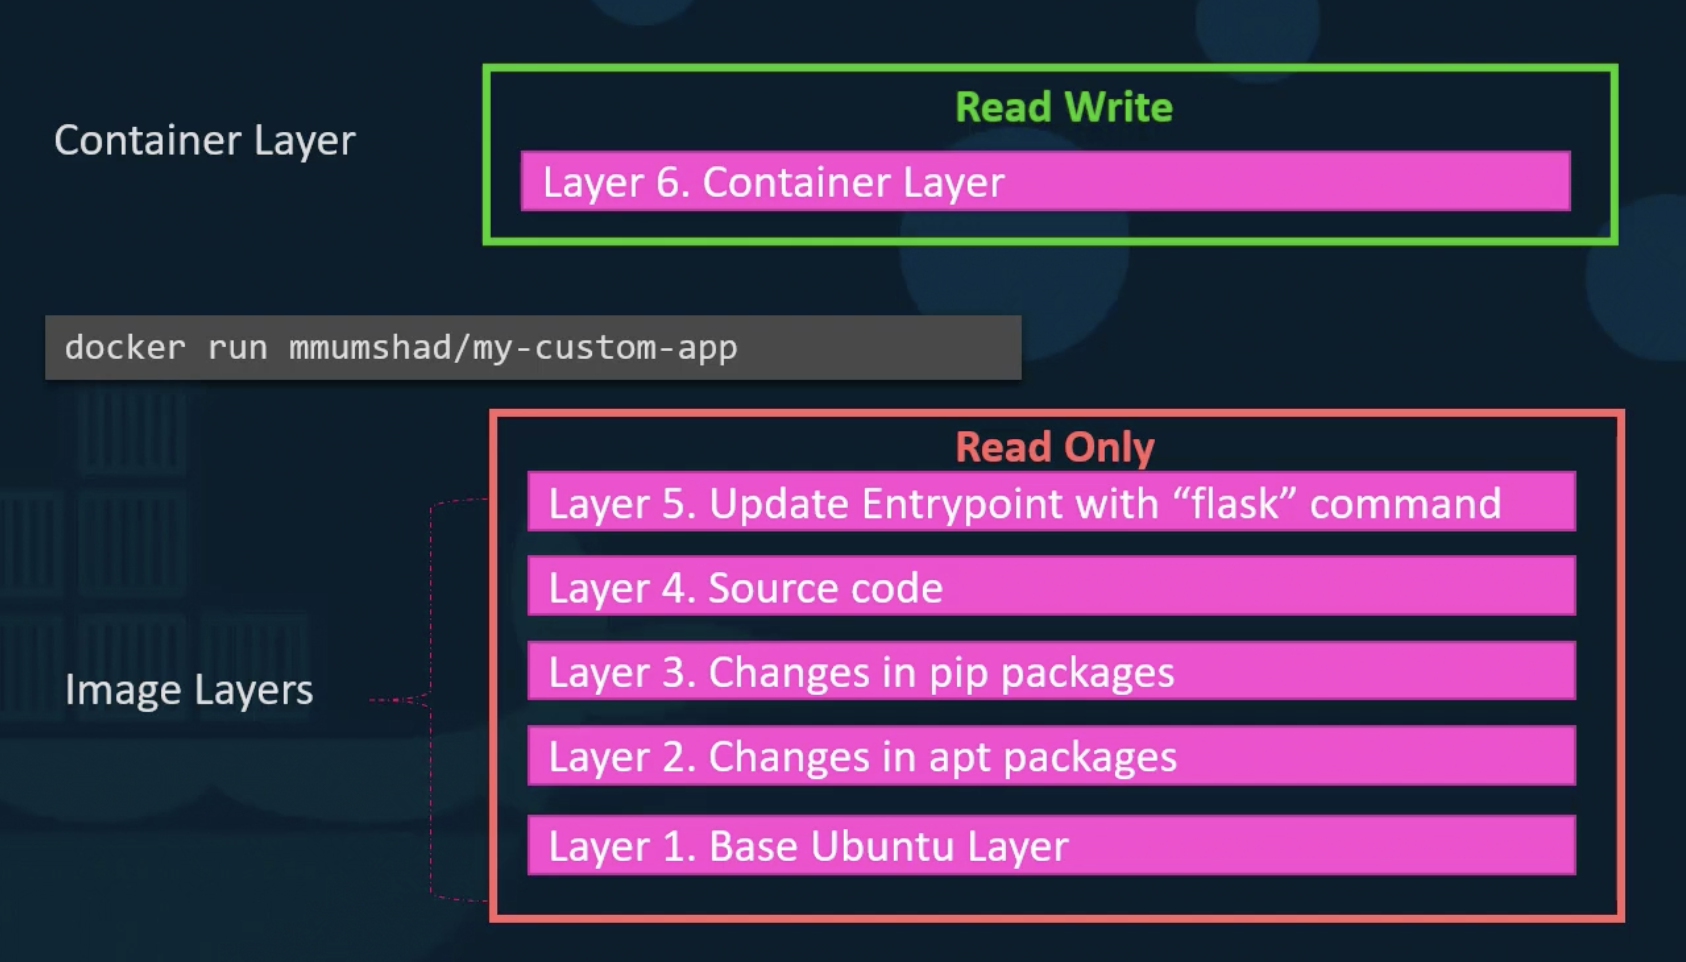 Read Write
Container Layer
Layer 6. Container Layer
docker run mmumshad/my-custom-app
Read Only
Layer 5. Update Entrypoint with “flask” command
Layer 4. Source code
Layer 3. Changes in pip packages
Image Layers
Layer 2. Changes in apt packages
Layer 1. Base Ubuntu Layer